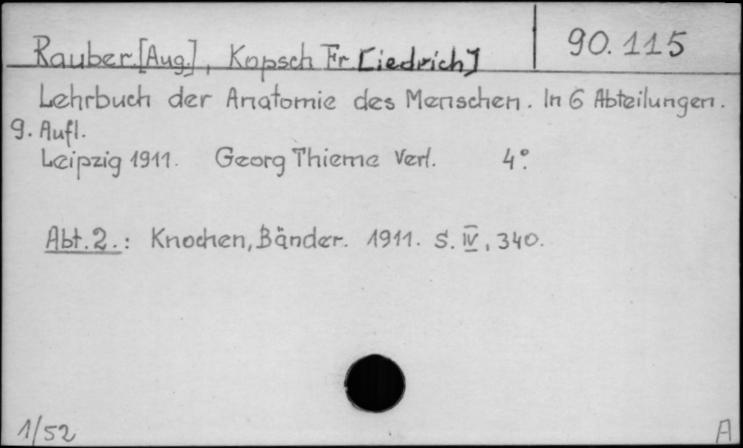 90.115
Rauber.[Aug.], Kopsch Fr.[iedrich]
Lehrbuch der Anatomie des Menschen. In 6 Abteilungen.
9. Aufl.
Leipzig 1911. Georg Thieme Verl. 4°.
Abt. 2.: Knochen, Bänder. 1911. S. IV, 340.
1/52 A